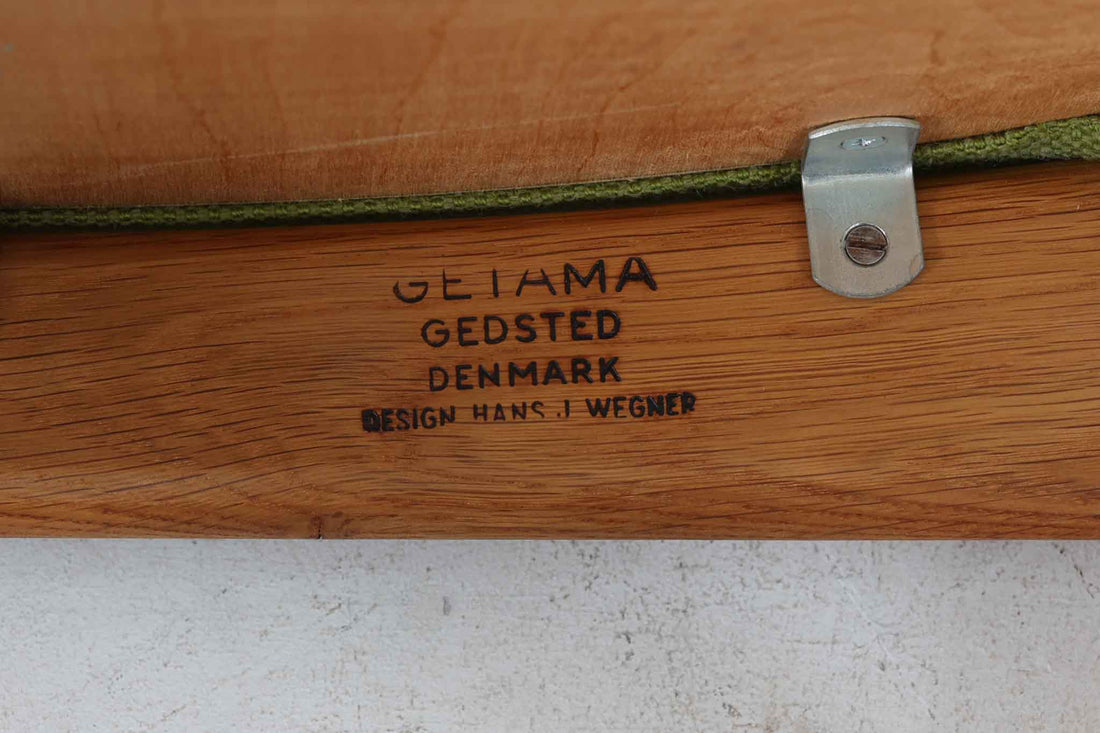 GETAMA
GEDSTED
DENMARK
DESIGN HANS J WEGNER